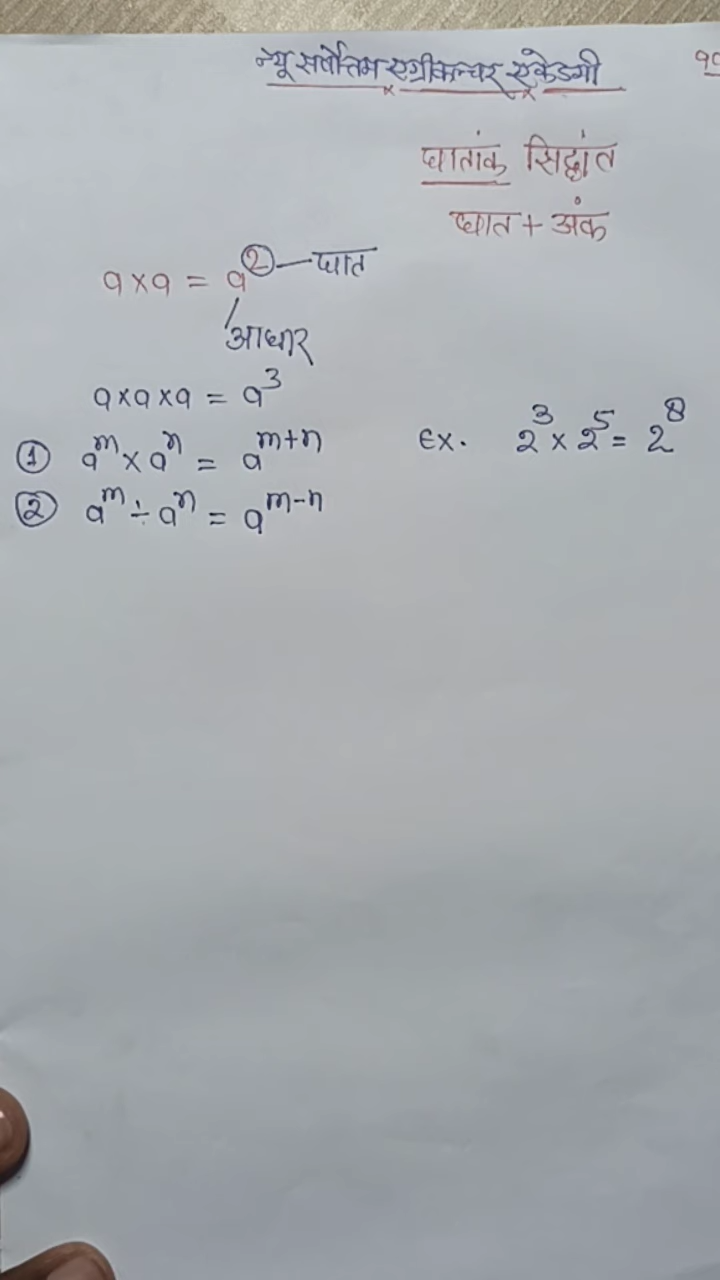 न्यू सर्वोत्तम एग्रीकल्चर एकेडमी
घातांक सिद्धांत
घात + अंक
a×a = a² — घात
आधार
a×a×a = a³
① aᵐ × aⁿ = aᵐ⁺ⁿ Ex. 2³ × 2⁵ = 2⁸
② aᵐ ÷ aⁿ = aᵐ⁻ⁿ